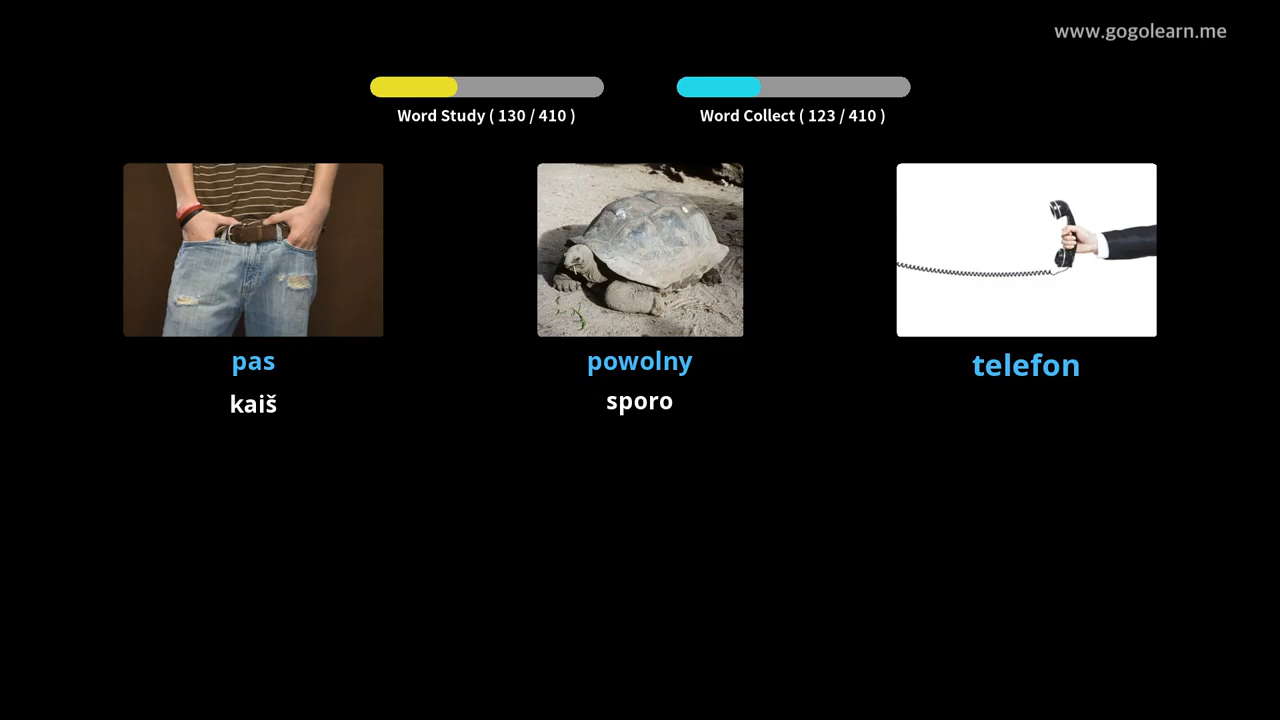 www.gogolearn.me
Word Study ( 130 / 410 )
Word Collect ( 123 / 410 )
pas
kaiš
powolny
sporo
telefon